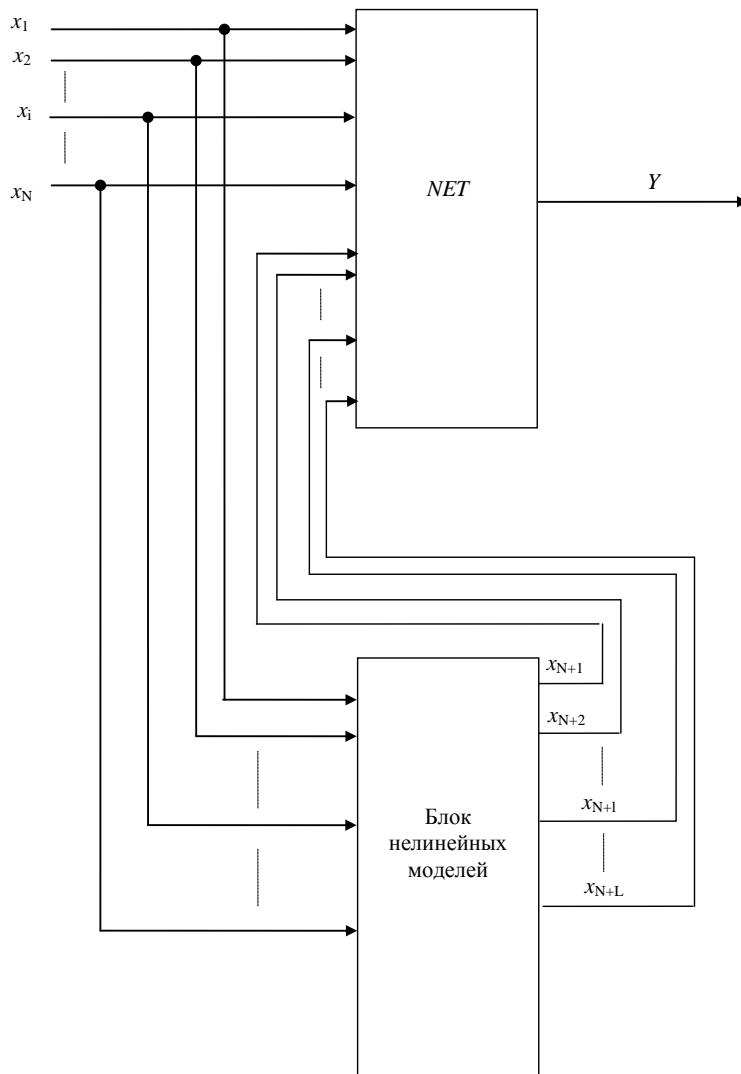 x1
x2
xi
xN
NET
Y
xN+1
xN+2
xN+l
xN+L
Блок
нелинейных
моделей